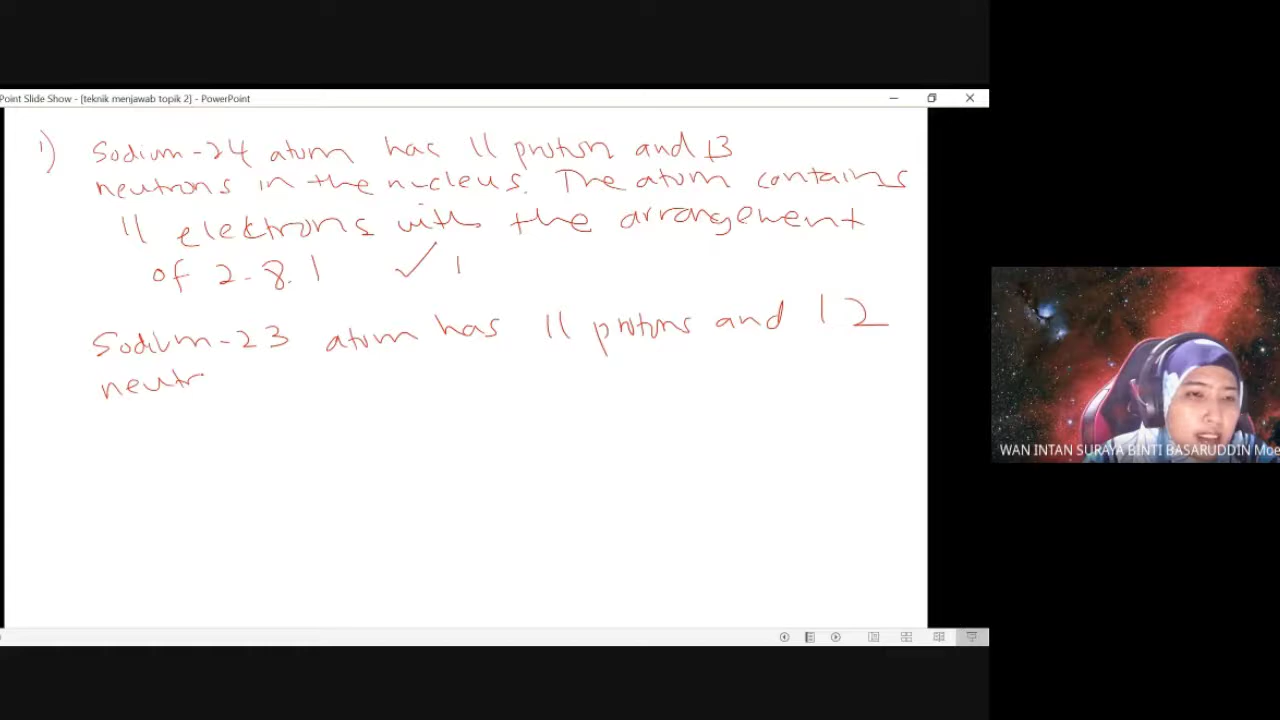 Point Slide Show - [teknik menjawab topik 2] - PowerPoint
1) Sodium-24 atom has 11 proton and 13
neutrons in the nucleus. The atom contains
11 elektrons with the arrangement
of 2.8.1 ✓ 1
Sodium-23 atom has 11 protons and 12
neutr
WAN INTAN SURAYA BINTI BASARUDDIN Moe